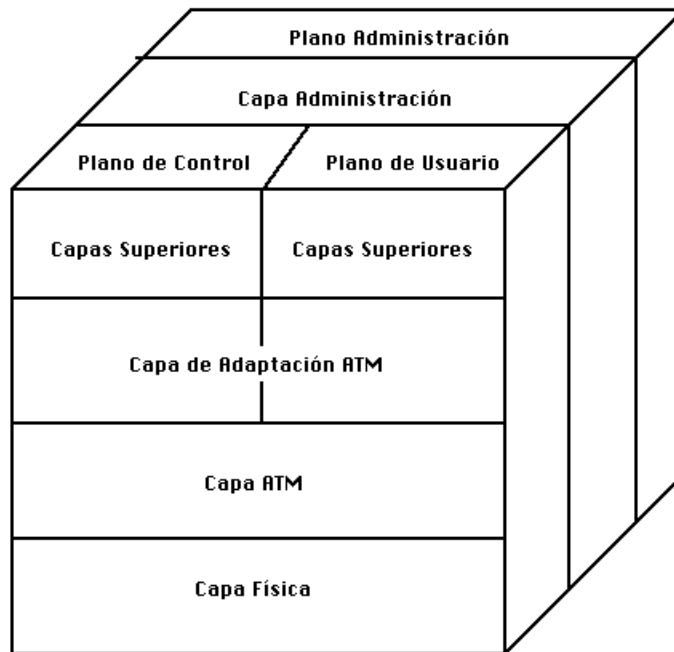 Plano Administración
Capa Administración
Plano de Control
Plano de Usuario
Capas Superiores
Capas Superiores
Capa de Adaptación ATM
Capa ATM
Capa Física